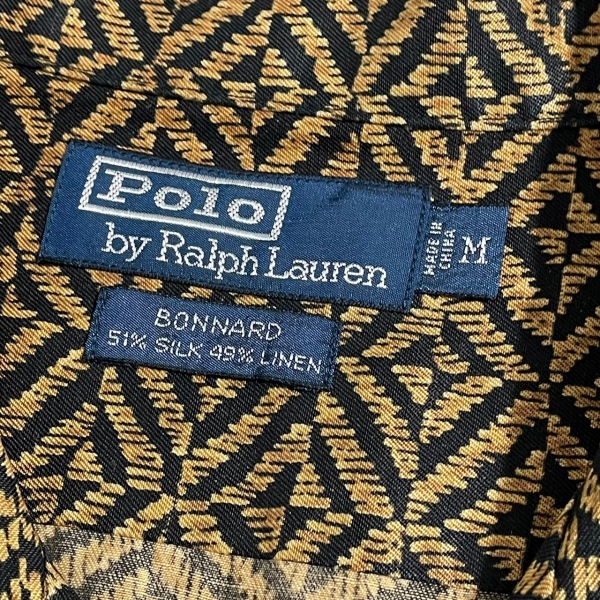 Polo
by Ralph Lauren
MADE IN
CHINA
M
BONNARD
51% SILK 49% LINEN